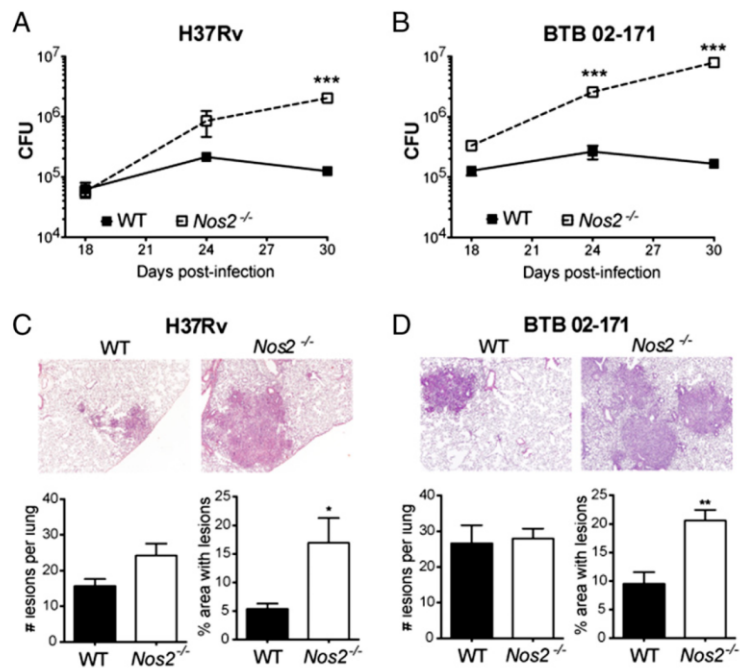 A
H37Rv
10⁷
10⁶
10⁵
10⁴
CFU
***
WT
Nos2 -/-
18
21
24
27
30
Days post-infection
B
BTB 02-171
10⁷
10⁶
10⁵
10⁴
CFU
***
***
WT
Nos2 -/-
18
21
24
27
30
Days post-infection
C
H37Rv
WT
Nos2 -/-
# lesions per lung
40
30
20
10
0
WT
Nos2-/-
% area with lesions
25
20
15
10
5
0
*
WT
Nos2-/-
D
BTB 02-171
WT
Nos2 -/-
# lesions per lung
40
30
20
10
0
WT
Nos2-/-
% area with lesions
25
20
15
10
5
0
**
WT
Nos2-/-